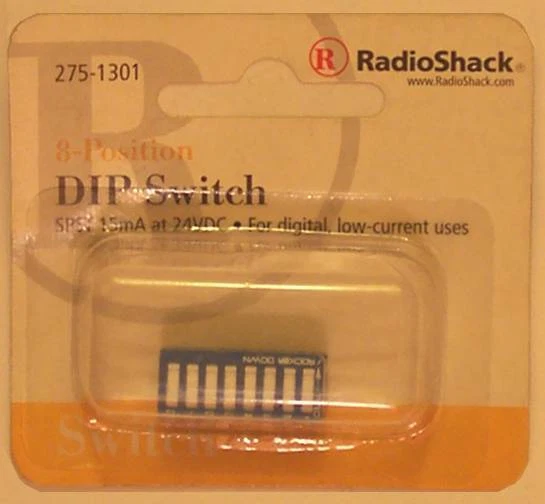 275-1301
R RadioShack®
www.RadioShack.com
8-Position
DIP Switch
SPST 15mA at 24VDC • For digital, low-current uses
ROCKER DOWN
Switch